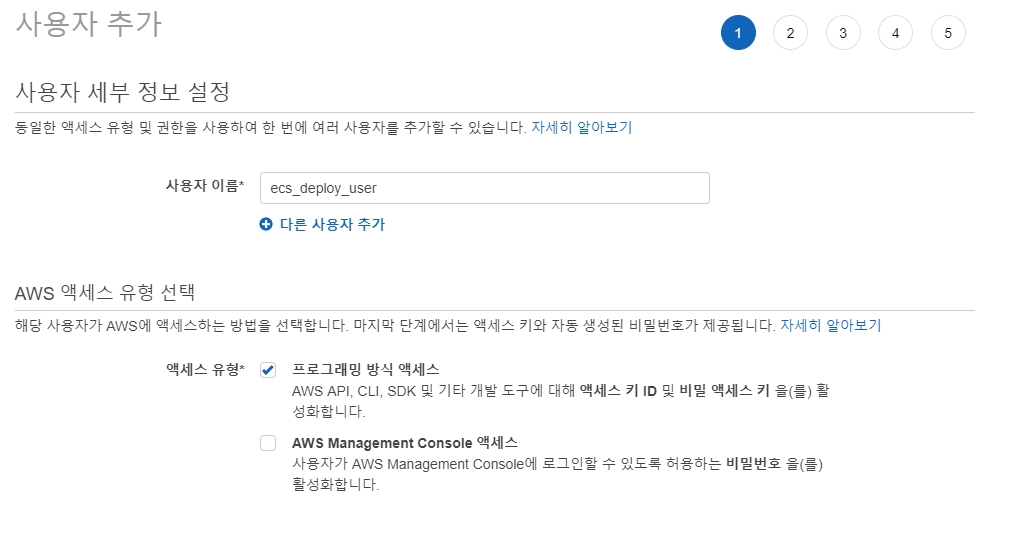 사용자 추가
1 2 3 4 5
사용자 세부 정보 설정
동일한 액세스 유형 및 권한을 사용하여 한 번에 여러 사용자를 추가할 수 있습니다. 자세히 알아보기
사용자 이름* ecs_deploy_user
다른 사용자 추가
AWS 액세스 유형 선택
해당 사용자가 AWS에 액세스하는 방법을 선택합니다. 마지막 단계에서는 액세스 키와 자동 생성된 비밀번호가 제공됩니다. 자세히 알아보기
액세스 유형* 프로그래밍 방식 액세스
AWS API, CLI, SDK 및 기타 개발 도구에 대해 액세스 키 ID 및 비밀 액세스 키 을(를) 활
성화합니다.
AWS Management Console 액세스
사용자가 AWS Management Console에 로그인할 수 있도록 허용하는 비밀번호 을(를)
활성화합니다.